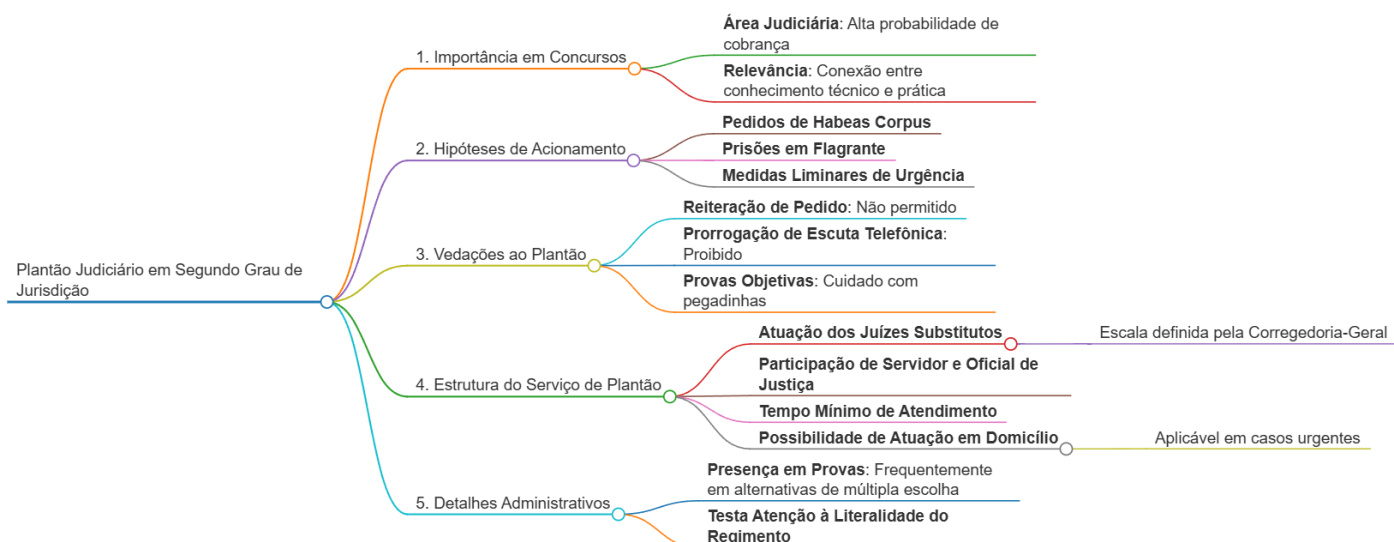 Plantão Judiciário em Segundo Grau de
Jurisdição
1. Importância em Concursos
Área Judiciária: Alta probabilidade de
cobrança
Relevância: Conexão entre
conhecimento técnico e prática
2. Hipóteses de Acionamento
Pedidos de Habeas Corpus
Prisões em Flagrante
Medidas Liminares de Urgência
3. Vedações ao Plantão
Reiteração de Pedido: Não permitido
Prorrogação de Escuta Telefônica:
Proibido
Provas Objetivas: Cuidado com
pegadinhas
4. Estrutura do Serviço de Plantão
Atuação dos Juízes Substitutos
Escala definida pela Corregedoria-Geral
Participação de Servidor e Oficial de
Justiça
Tempo Mínimo de Atendimento
Possibilidade de Atuação em Domicílio
Aplicável em casos urgentes
5. Detalhes Administrativos
Presença em Provas: Frequentemente
em alternativas de múltipla escolha
Testa Atenção à Literalidade do
Regimento